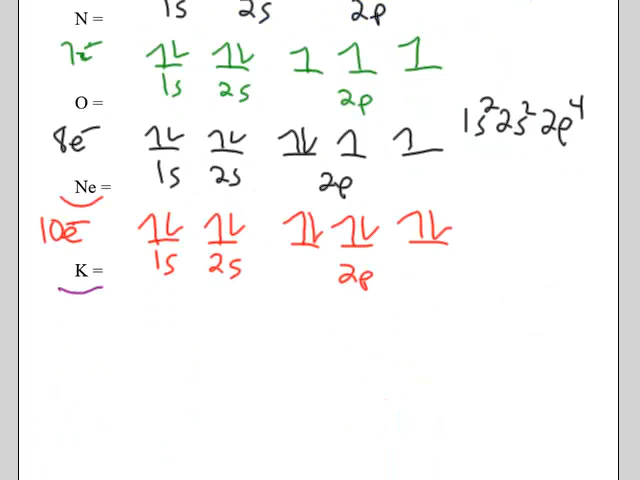 N = 1s 2s 2p
7e⁻ 1s 2s 2p
O =
8e⁻ 1s 2s 2p 1s²2s²2p⁴
Ne =
10e⁻ 1s 2s 2p
K =